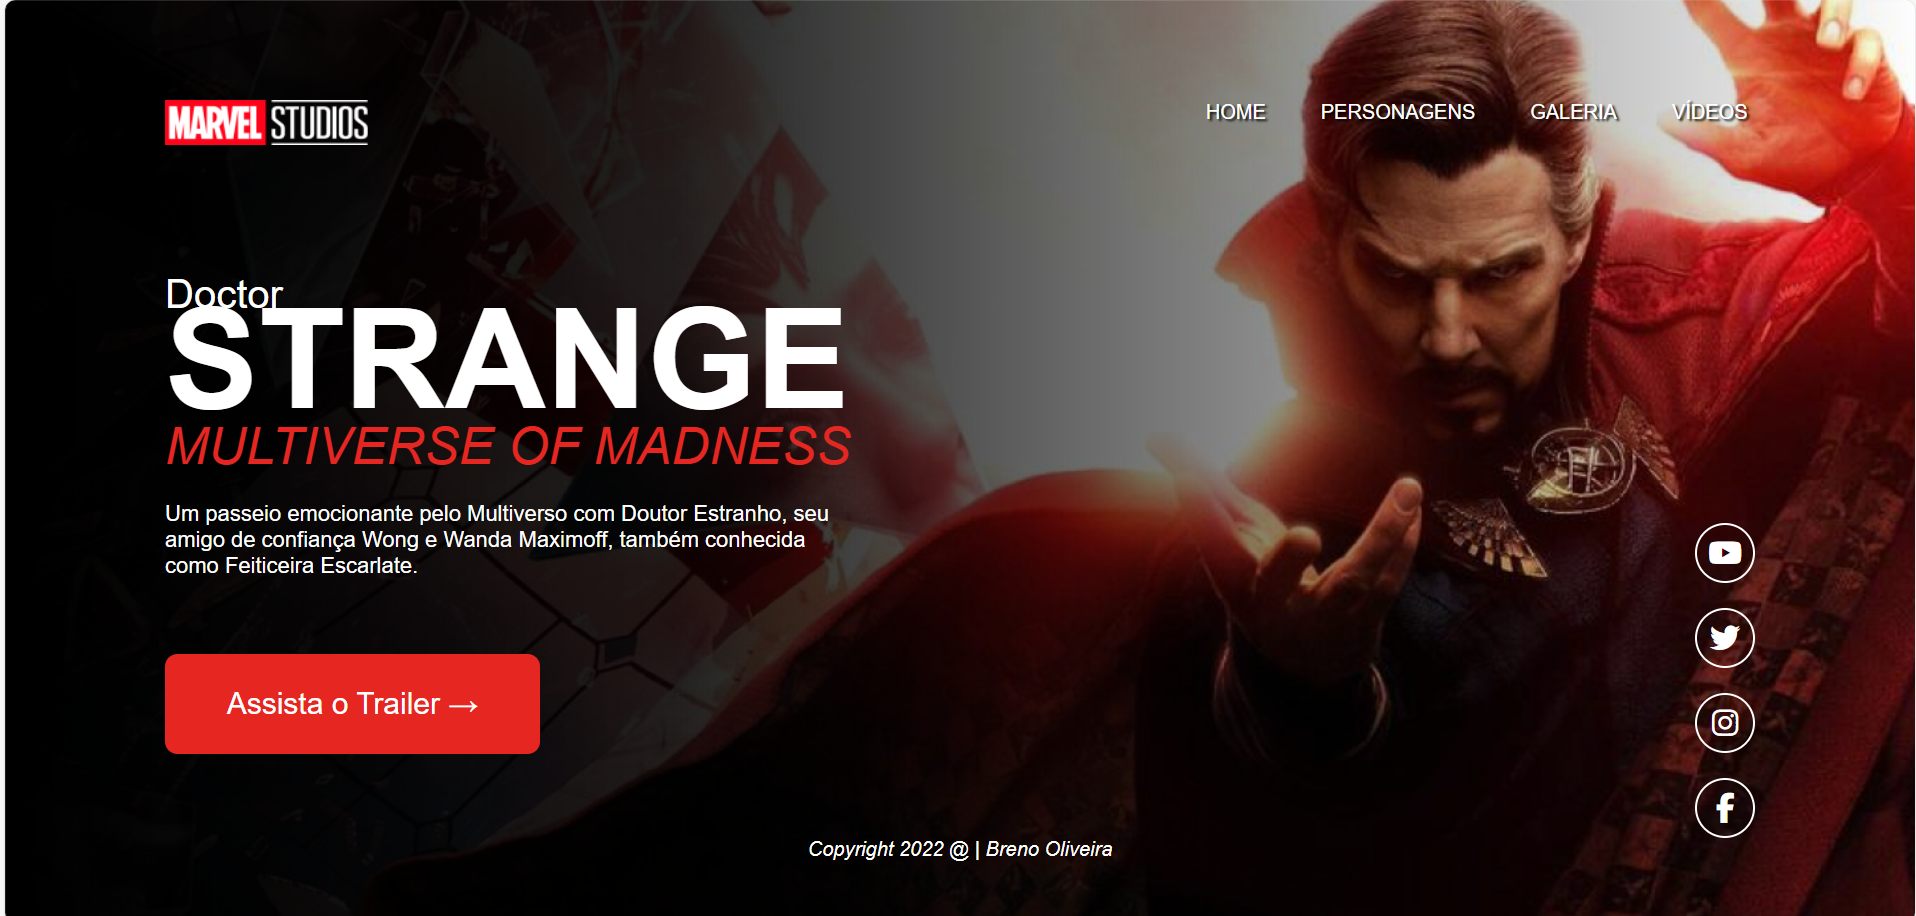 MARVEL STUDIOS
HOME PERSONAGENS GALERIA VÍDEOS
Doctor
STRANGE
MULTIVERSE OF MADNESS
Um passeio emocionante pelo Multiverso com Doutor Estranho, seu
amigo de confiança Wong e Wanda Maximoff, também conhecida
como Feiticeira Escarlate.
Assista o Trailer →
Copyright 2022 @ | Breno Oliveira